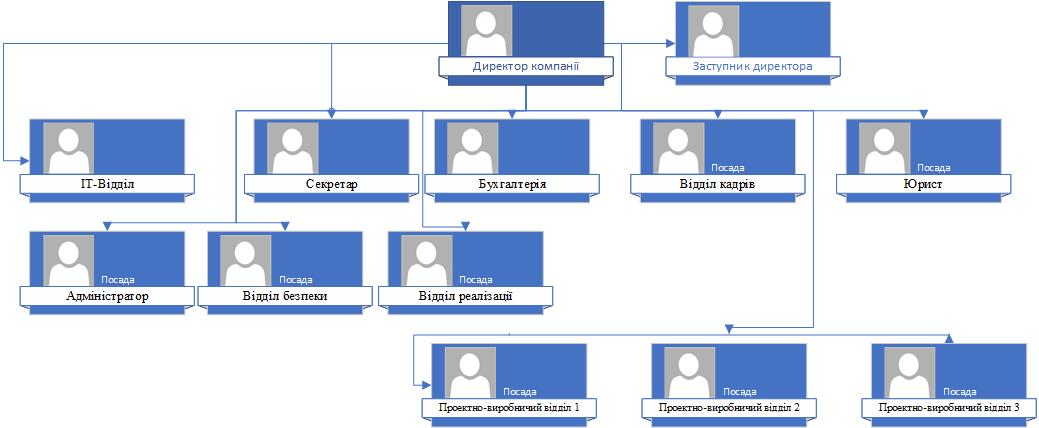 Директор компанії
Заступник директора
ІТ-Відділ
Секретар
Бухгалтерія
Посада
Відділ кадрів
Посада
Юрист
Посада
Адміністратор
Посада
Відділ безпеки
Посада
Відділ реалізації
Посада
Проектно-виробничий відділ 1
Посада
Проектно-виробничий відділ 2
Посада
Проектно-виробничий відділ 3